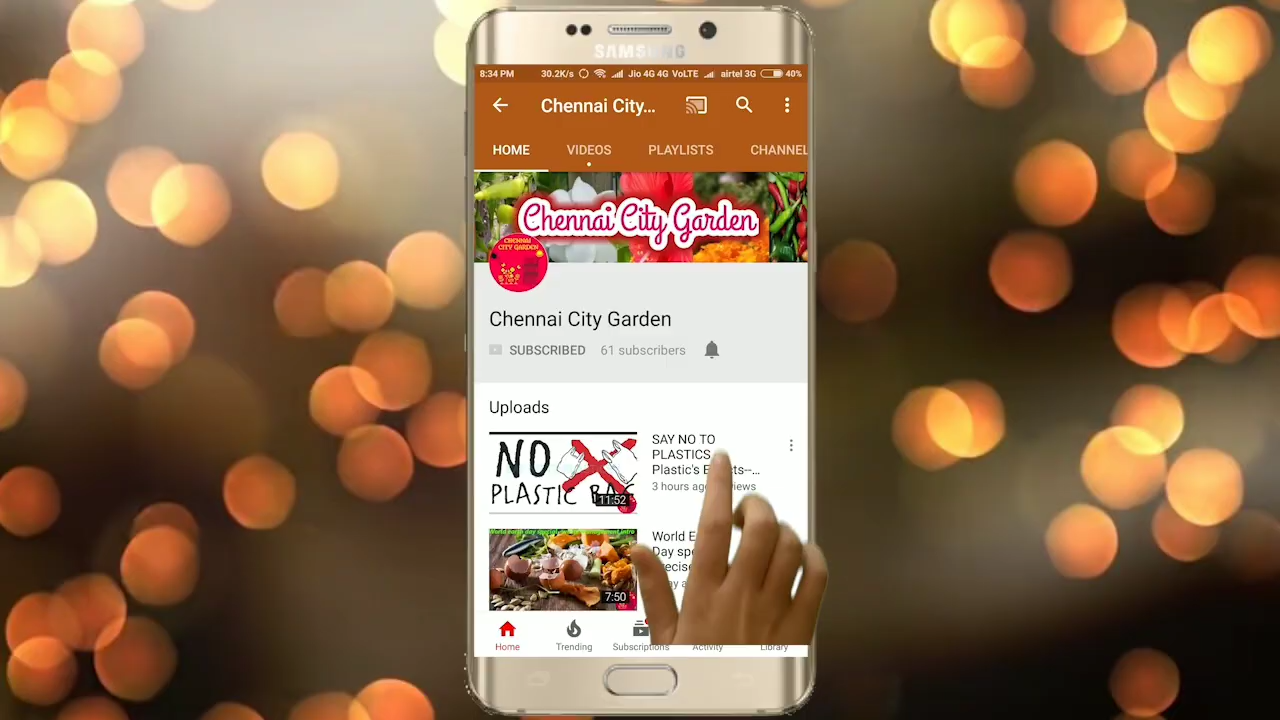 SAMSUNG
8:34 PM 30.2K/s Jio 4G 4G VoLTE airtel 3G 40%
Chennai City...
HOME VIDEOS PLAYLISTS CHANNEL
Chennai City Garden
CHENNAI
CITY GARDEN
Chennai City Garden
SUBSCRIBED 61 subscribers
Uploads
NO
PLASTIC BAG
11:52
SAY NO TO
PLASTICS
Plastic's
3 hours
World
Day
7:50
Home Trending Subscriptions Activity Library